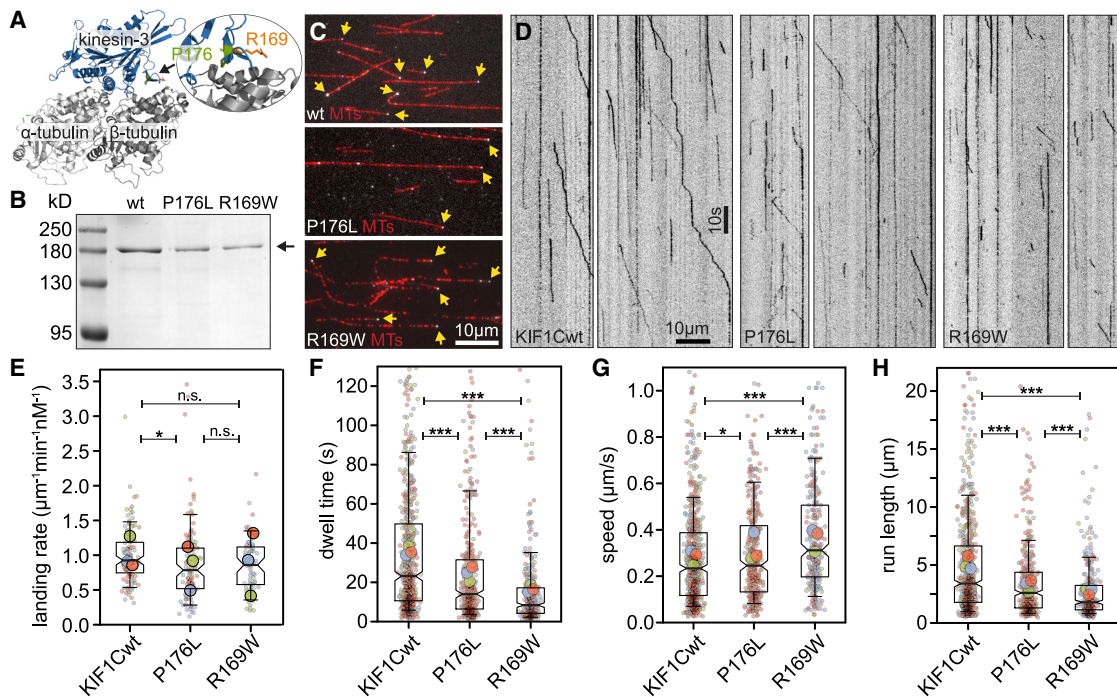 A
kinesin-3
P176
R169
α-tubulin
β-tubulin
B
kD
wt
P176L
R169W
250
180
130
95
C
wt MTs
P176L MTs
R169W MTs
10μm
D
10s
KIF1Cwt
10μm
P176L
R169W
E
landing rate (μm⁻¹min⁻¹nM⁻¹)
3.5
3.0
2.5
2.0
1.5
1.0
0.5
0.0
n.s.
*
n.s.
KIF1Cwt
P176L
R169W
F
dwell time (s)
120
100
80
60
40
20
0
***
***
***
KIF1Cwt
P176L
R169W
G
speed (μm/s)
1.0
0.8
0.6
0.4
0.2
0.0
***
*
***
KIF1Cwt
P176L
R169W
H
run length (μm)
20
15
10
5
0
***
***
***
KIF1Cwt
P176L
R169W